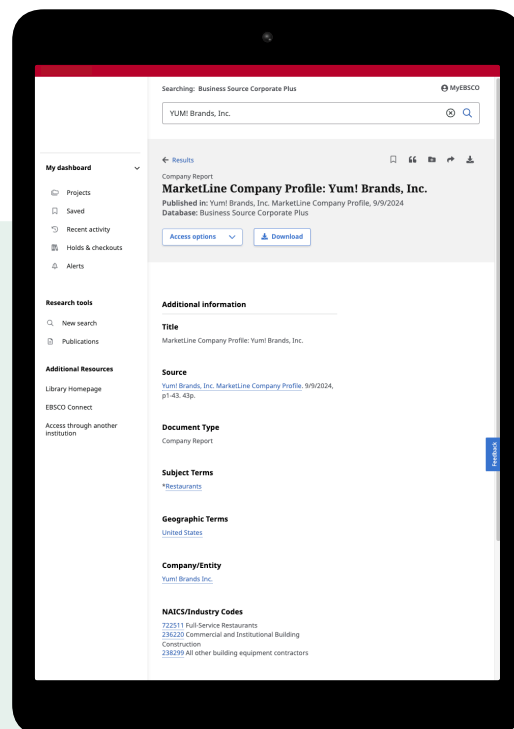 Searching: Business Source Corporate Plus
MyEBSCO
YUM! Brands, Inc.
My dashboard
Projects
Saved
Recent activity
Holds & checkouts
Alerts
Research tools
New search
Publications
Additional Resources
Library Homepage
EBSCO Connect
Access through another
institution
Results
Company Report
MarketLine Company Profile: Yum! Brands, Inc.
Published in: Yum! Brands, Inc. MarketLine Company Profile, 9/9/2024
Database: Business Source Corporate Plus
Access options
Download
Additional information
Title
MarketLine Company Profile: Yum! Brands, Inc.
Source
Yum! Brands, Inc. MarketLine Company Profile. 9/9/2024,
p1-43. 43p.
Document Type
Company Report
Subject Terms
*Restaurants
Geographic Terms
United States
Company/Entity
Yum! Brands Inc.
NAICS/Industry Codes
722511 Full-Service Restaurants
236220 Commercial and Institutional Building
Construction
238299 All other building equipment contractors
Feedback